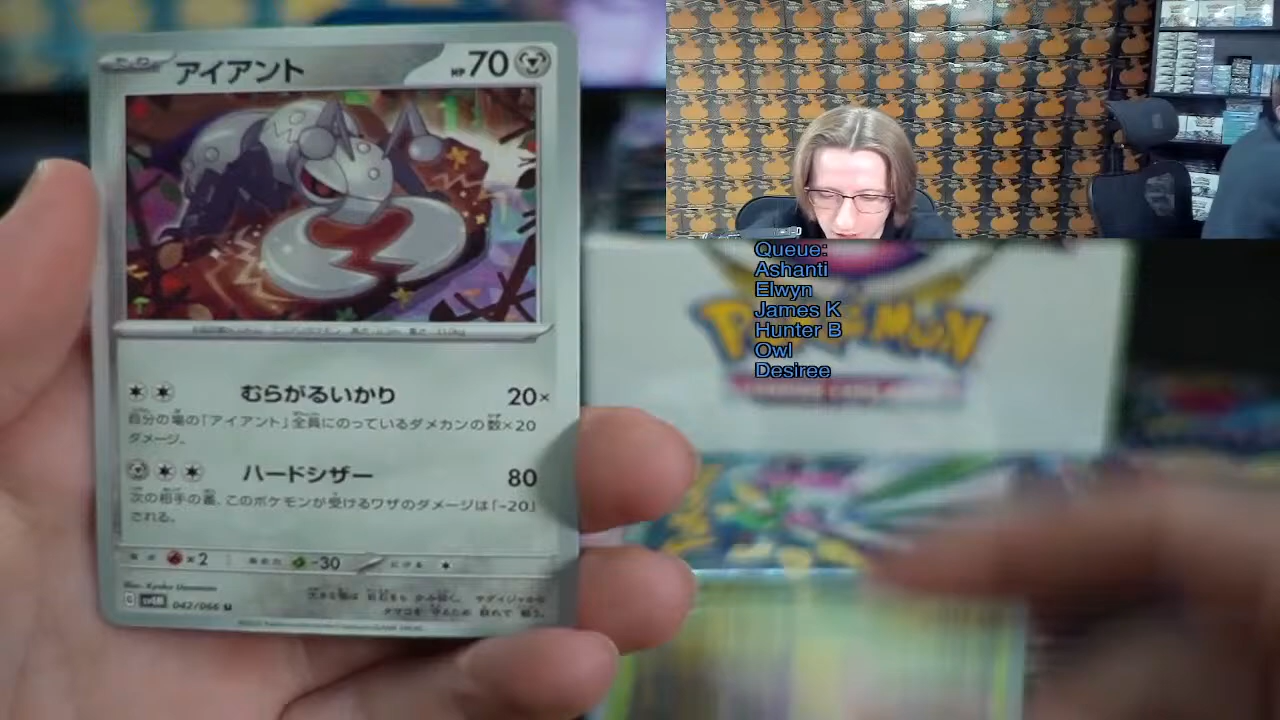 アイアント
HP 70
むらがるいかり 20×
自分の場の「アイアント」全員にのっているダメカンの数×20
ダメージ。
ハードシザー 80
次の相手の番、このポケモンが受けるワザのダメージは「-20」
される。
×2 -30
042/066 U
Queue:
Ashanti
Elwyn
James K
Hunter B
Owl
Desiree
POKÉMON